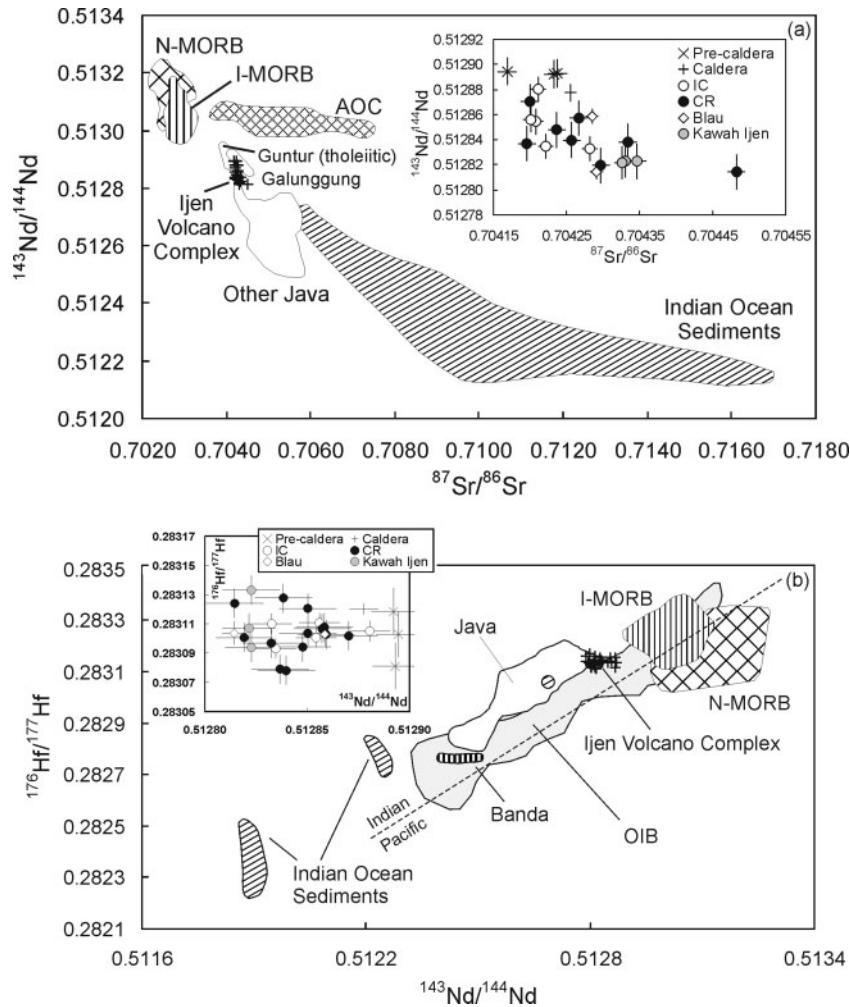 (a)
0.5134
0.5132
0.5130
0.5128
0.5126
0.5124
0.5122
0.5120
¹⁴³Nd/¹⁴⁴Nd
N-MORB
I-MORB
AOC
Guntur (tholeiitic)
Galunggung
Ijen
Volcano
Complex
Other Java
Indian Ocean
Sediments
0.51292
0.51290
0.51288
0.51286
0.51284
0.51282
0.51280
0.51278
¹⁴³Nd/¹⁴⁴Nd
Pre-caldera
Caldera
IC
CR
Blau
Kawah Ijen
0.70415 0.70425 0.70435 0.70445 0.70455
⁸⁷Sr/⁸⁶Sr
0.7020 0.7040 0.7060 0.7080 0.7100 0.7120 0.7140 0.7160 0.7180
⁸⁷Sr/⁸⁶Sr
(b)
0.2835
0.2833
0.2831
0.2829
0.2827
0.2825
0.2823
0.2821
¹⁷⁶Hf/¹⁷⁷Hf
Pre-caldera Caldera
IC CR
Blau Kawah Ijen
0.28317
0.28315
0.28313
0.28311
0.28309
0.28307
0.28305
¹⁷⁶Hf/¹⁷⁷Hf
¹⁴³Nd/¹⁴⁴Nd
0.51280 0.51285 0.51290
I-MORB
Java
N-MORB
Ijen Volcano Complex
Banda
OIB
Indian
Pacific
Indian Ocean
Sediments
0.5116 0.5122 0.5128 0.5134
¹⁴³Nd/¹⁴⁴Nd